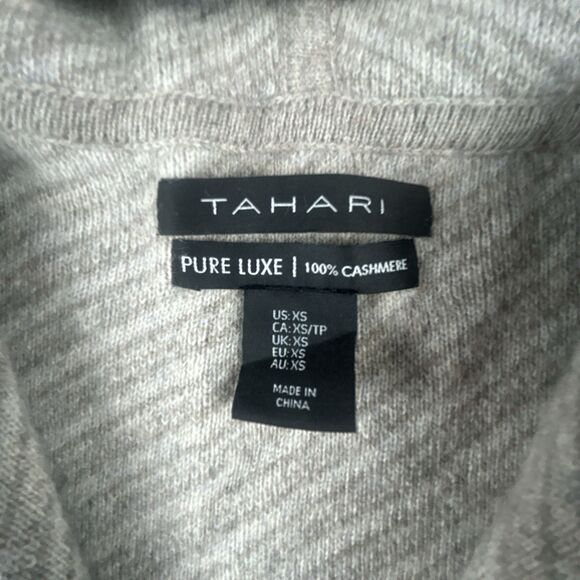 TAHARI
PURE LUXE | 100% CASHMERE
US: XS
CA: XS/TP
UK: XS
EU: XS
AU: XS
MADE IN
CHINA